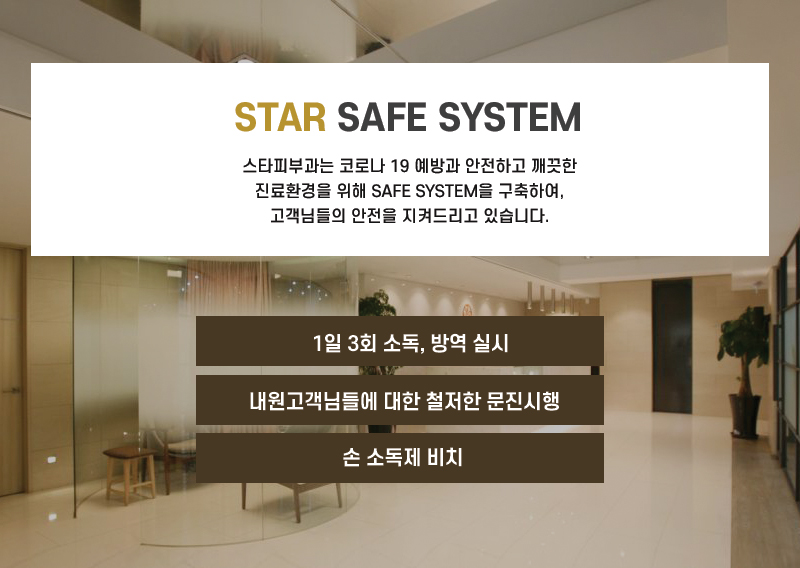 STAR SAFE SYSTEM
스타피부과는 코로나 19 예방과 안전하고 깨끗한
진료환경을 위해 SAFE SYSTEM을 구축하여,
고객님들의 안전을 지켜드리고 있습니다.
1일 3회 소독, 방역 실시
내원고객님들에 대한 철저한 문진시행
손 소독제 비치